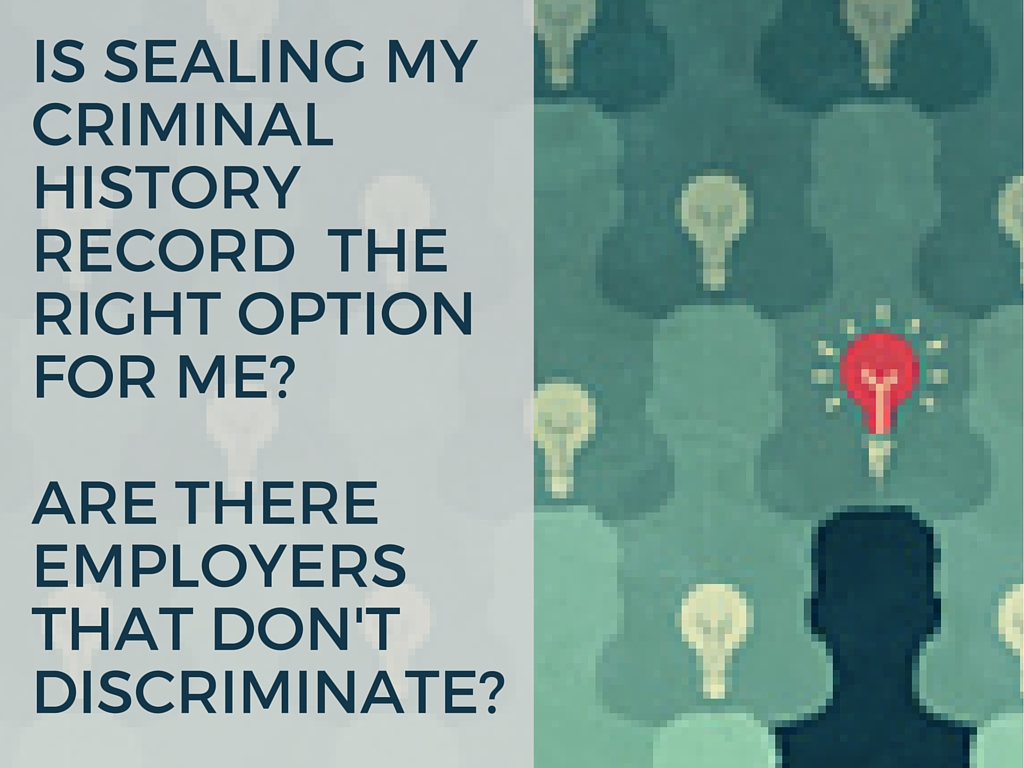 IS SEALING MY
CRIMINAL
HISTORY
RECORD THE
RIGHT OPTION
FOR ME?
ARE THERE
EMPLOYERS
THAT DON'T
DISCRIMINATE?